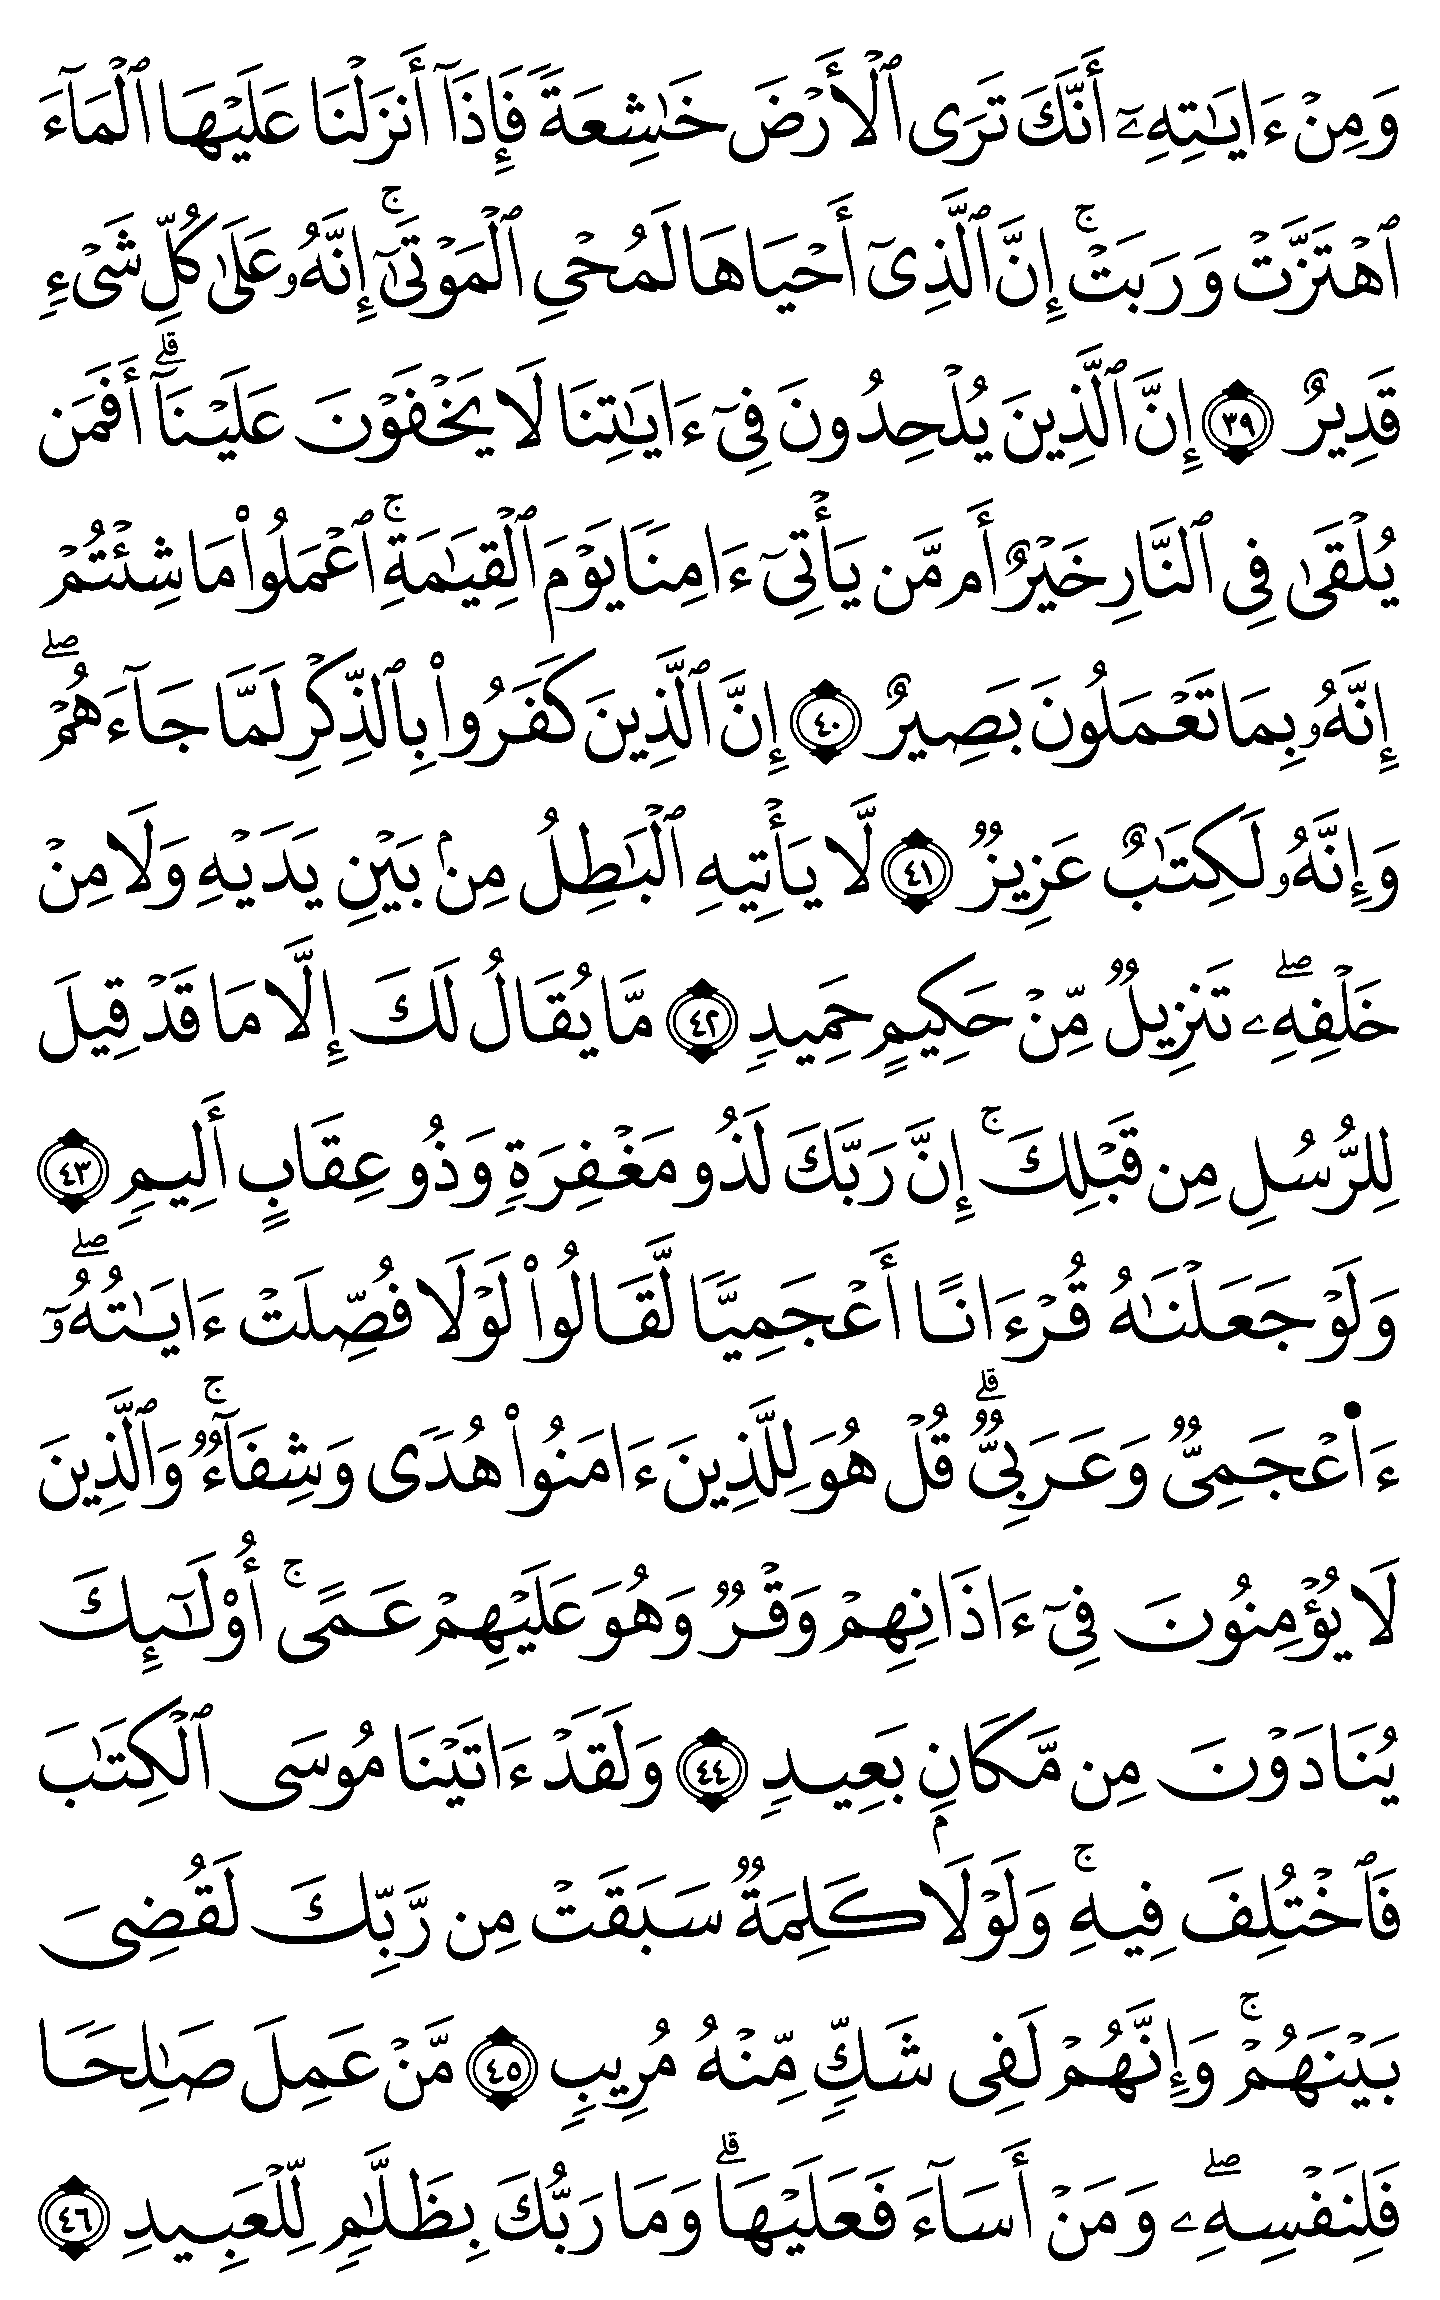 وَمِنْ ءَايَـٰتِهِۦٓ أَنَّكَ تَرَى ٱلْأَرْضَ خَـٰشِعَةً فَإِذَآ أَنزَلْنَا عَلَيْهَا ٱلْمَآءَ
ٱهْتَزَّتْ وَرَبَتْ ۚ إِنَّ ٱلَّذِىٓ أَحْيَاهَا لَمُحْىِ ٱلْمَوْتَىٰٓ ۚ إِنَّهُۥ عَلَىٰ كُلِّ شَىْءٍ
قَدِيرٌ ٣٩ إِنَّ ٱلَّذِينَ يُلْحِدُونَ فِىٓ ءَايَـٰتِنَا لَا يَخْفَوْنَ عَلَيْنَآ ۗ أَفَمَن
يُلْقَىٰ فِى ٱلنَّارِ خَيْرٌ أَم مَّن يَأْتِىٓ ءَامِنًا يَوْمَ ٱلْقِيَـٰمَةِ ۚ ٱعْمَلُوا۟ مَا شِئْتُمْ
إِنَّهُۥ بِمَا تَعْمَلُونَ بَصِيرٌ ٤٠ إِنَّ ٱلَّذِينَ كَفَرُوا۟ بِٱلذِّكْرِ لَمَّا جَآءَهُمْ ۖ
وَإِنَّهُۥ لَكِتَـٰبٌ عَزِيزٌ ٤١ لَّا يَأْتِيهِ ٱلْبَـٰطِلُ مِنۢ بَيْنِ يَدَيْهِ وَلَا مِنْ
خَلْفِهِۦ ۖ تَنزِيلٌ مِّنْ حَكِيمٍ حَمِيدٍ ٤٢ مَّا يُقَالُ لَكَ إِلَّا مَا قَدْ قِيلَ
لِلرُّسُلِ مِن قَبْلِكَ ۚ إِنَّ رَبَّكَ لَذُو مَغْفِرَةٍ وَذُو عِقَابٍ أَلِيمٍ ٤٣
وَلَوْ جَعَلْنَـٰهُ قُرْءَانًا أَعْجَمِيًّا لَّقَالُوا۟ لَوْلَا فُصِّلَتْ ءَايَـٰتُهُۥٓ ۖ
ءَا۬عْجَمِىٌّ وَعَرَبِىٌّ ۗ قُلْ هُوَ لِلَّذِينَ ءَامَنُوا۟ هُدًى وَشِفَآءٌ ۚ وَٱلَّذِينَ
لَا يُؤْمِنُونَ فِىٓ ءَاذَانِهِمْ وَقْرٌ وَهُوَ عَلَيْهِمْ عَمًى ۚ أُو۟لَـٰٓئِكَ
يُنَادَوْنَ مِن مَّكَانٍۭ بَعِيدٍ ٤٤ وَلَقَدْ ءَاتَيْنَا مُوسَى ٱلْكِتَـٰبَ
فَٱخْتُلِفَ فِيهِ ۚ وَلَوْلَا كَلِمَةٌ سَبَقَتْ مِن رَّبِّكَ لَقُضِىَ
بَيْنَهُمْ ۚ وَإِنَّهُمْ لَفِى شَكٍّ مِّنْهُ مُرِيبٍ ٤٥ مَّنْ عَمِلَ صَـٰلِحًا
فَلِنَفْسِهِۦ ۖ وَمَنْ أَسَآءَ فَعَلَيْهَا ۗ وَمَا رَبُّكَ بِظَلَّـٰمٍ لِّلْعَبِيدِ ٤٦